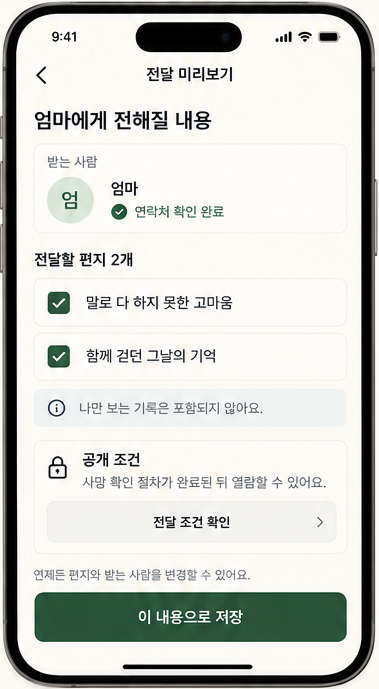 9:41
전달 미리보기
엄마에게 전해질 내용
받는 사람
엄
엄마
연락처 확인 완료
전달할 편지 2개
말로 다 하지 못한 고마움
함께 걷던 그날의 기억
나만 보는 기록은 포함되지 않아요.
공개 조건
사망 확인 절차가 완료된 뒤 열람할 수 있어요.
전달 조건 확인
연제든 편지와 받는 사람을 변경할 수 있어요.
이 내용으로 저장